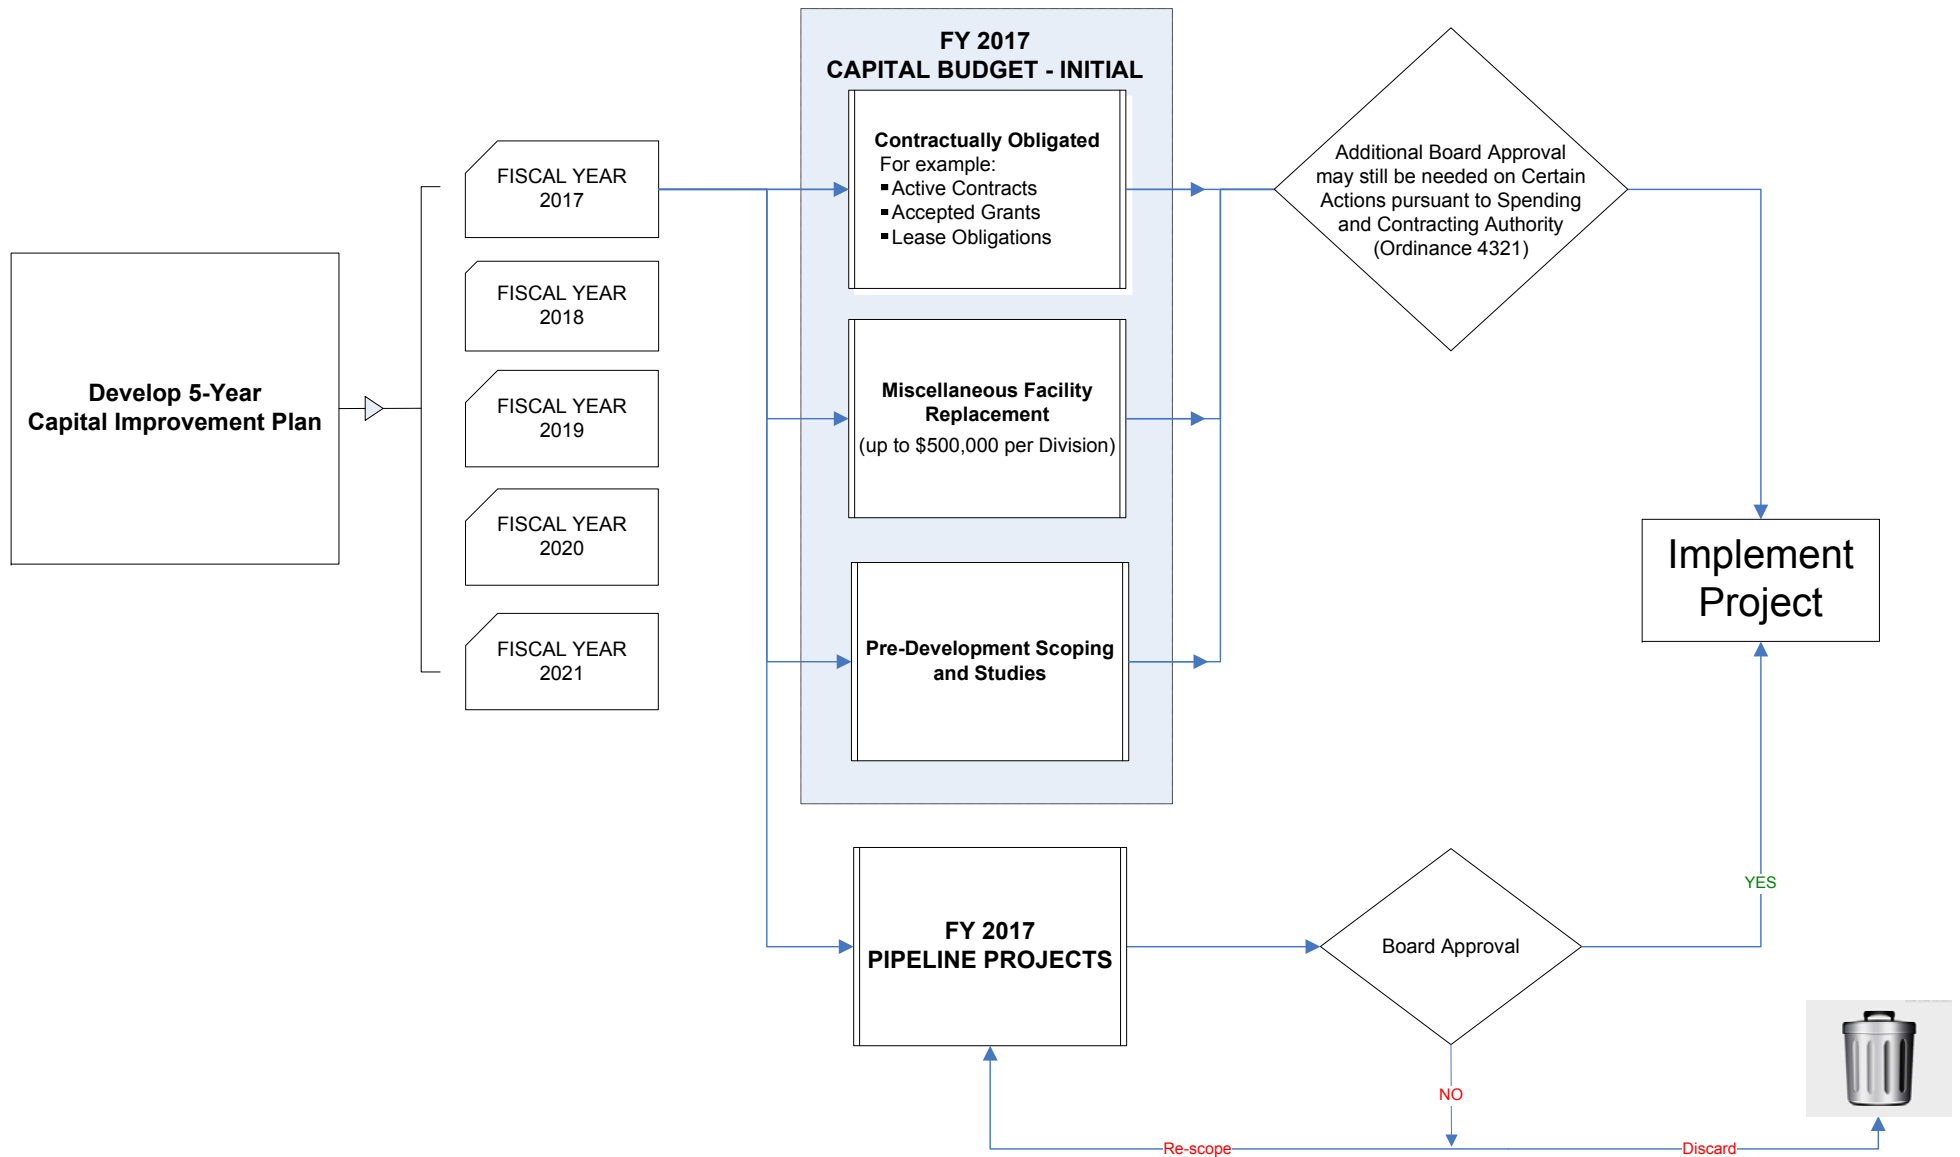 Develop 5-Year
Capital Improvement Plan
FISCAL YEAR
2017
FISCAL YEAR
2018
FISCAL YEAR
2019
FISCAL YEAR
2020
FISCAL YEAR
2021
FY 2017
CAPITAL BUDGET - INITIAL
Contractually Obligated
For example:
▪Active Contracts
▪Accepted Grants
▪Lease Obligations
Miscellaneous Facility
Replacement
(up to $500,000 per Division)
Pre-Development Scoping
and Studies
FY 2017
PIPELINE PROJECTS
Additional Board Approval
may still be needed on Certain
Actions pursuant to Spending
and Contracting Authority
(Ordinance 4321)
Board Approval
Implement
Project
YES
NO
Re-scope
Discard